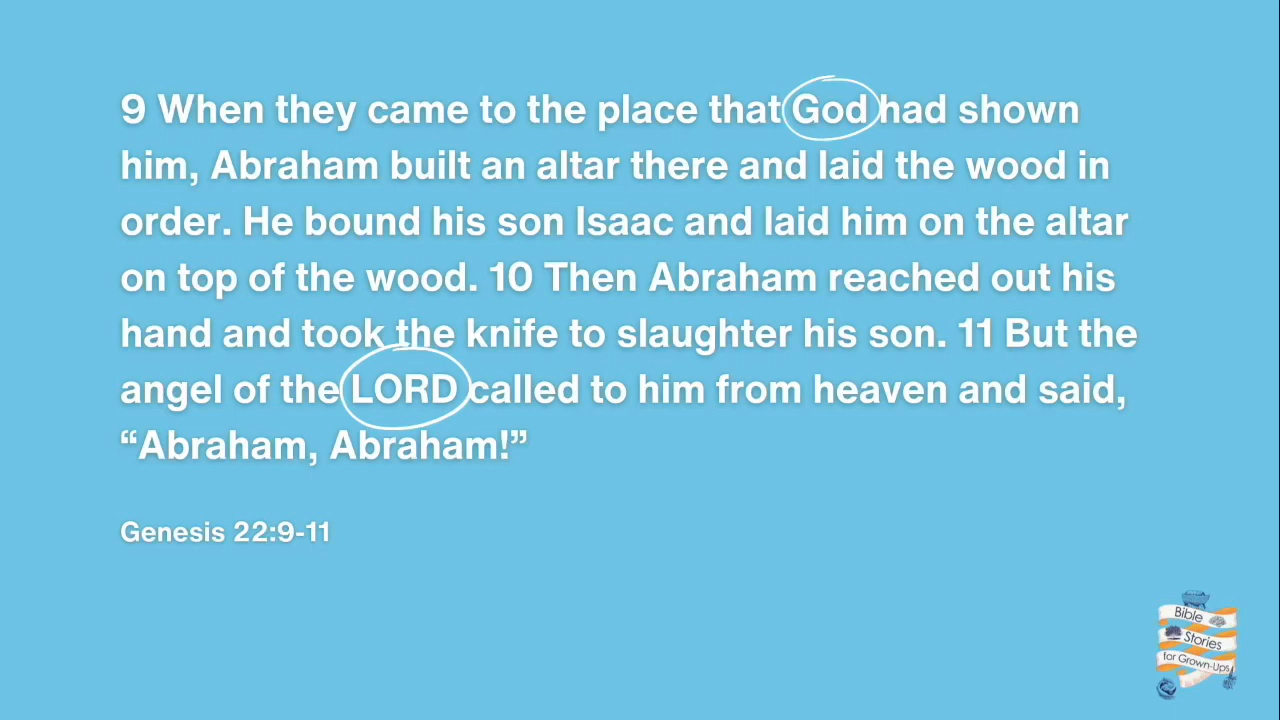 9 When they came to the place that God had shown
him, Abraham built an altar there and laid the wood in
order. He bound his son Isaac and laid him on the altar
on top of the wood. 10 Then Abraham reached out his
hand and took the knife to slaughter his son. 11 But the
angel of the LORD called to him from heaven and said,
“Abraham, Abraham!”
Genesis 22:9-11
Bible
Stories
for Grown-Ups